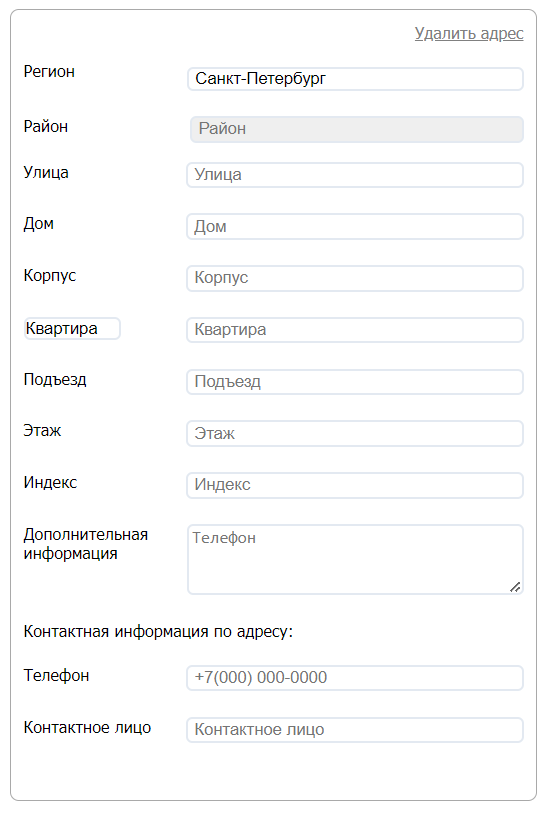 Удалить адрес
Регион Санкт-Петербург
Район Район
Улица Улица
Дом Дом
Корпус Корпус
Квартира Квартира
Подъезд Подъезд
Этаж Этаж
Индекс Индекс
Дополнительная Телефон
информация
Контактная информация по адресу:
Телефон +7(000) 000-0000
Контактное лицо Контактное лицо